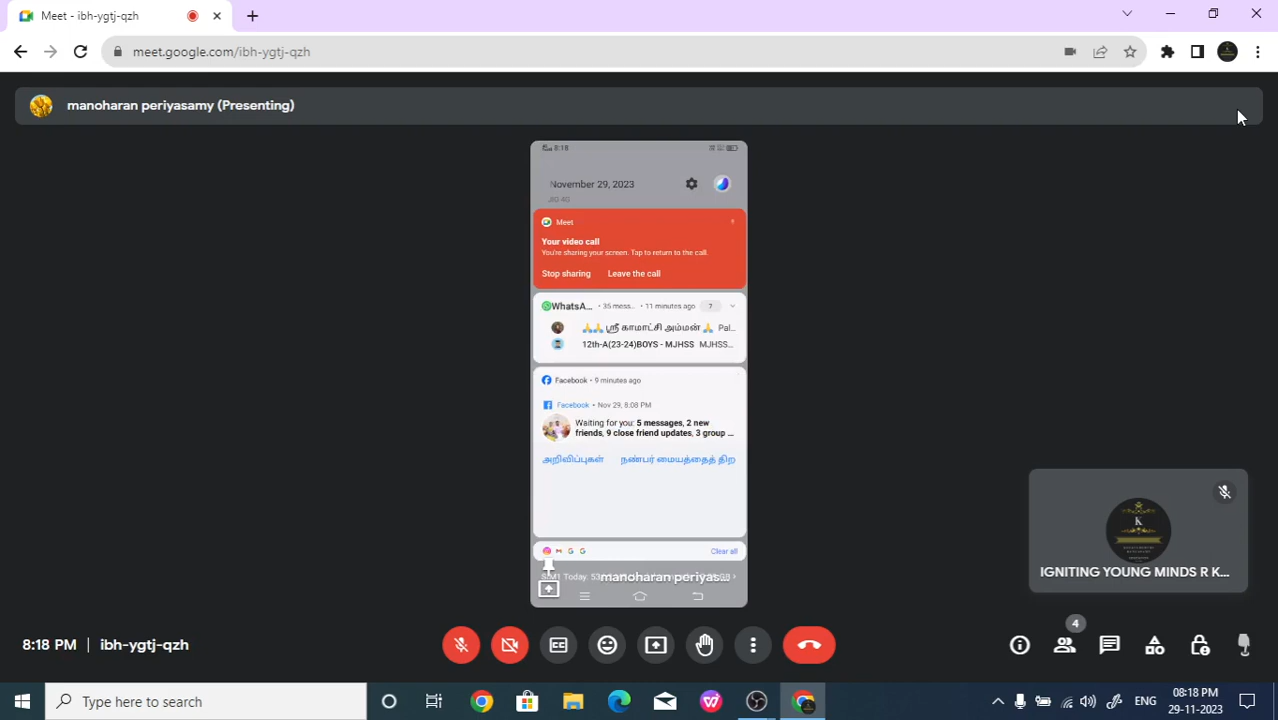 Meet - ibh-ygtj-qzh
meet.google.com/ibh-ygtj-qzh
manoharan periyasamy (Presenting)
8:18
November 29, 2023
JIO 4G
Meet
Your video call
You're sharing your screen. Tap to return to the call.
Stop sharing Leave the call
WhatsA... • 35 mess.. • 11 minutes ago 7
🙏🙏 ஸ்ரீ காமாட்சி அம்மன் 🙏 Pal...
12th-A(23-24)BOYS - MJHSS MJHSS...
Facebook • 9 minutes ago
Facebook • Nov 29, 8:08 PM
Waiting for you: 5 messages, 2 new
friends, 9 close friend updates, 3 group ...
அறிவிப்புகள் நண்பர் மையத்தைத் திற
Clear all
manoharan periyas...
K
IGNITING YOUNG MINDS R K...
8:18 PM | ibh-ygtj-qzh
4
Type here to search
ENG
08:18 PM
29-11-2023